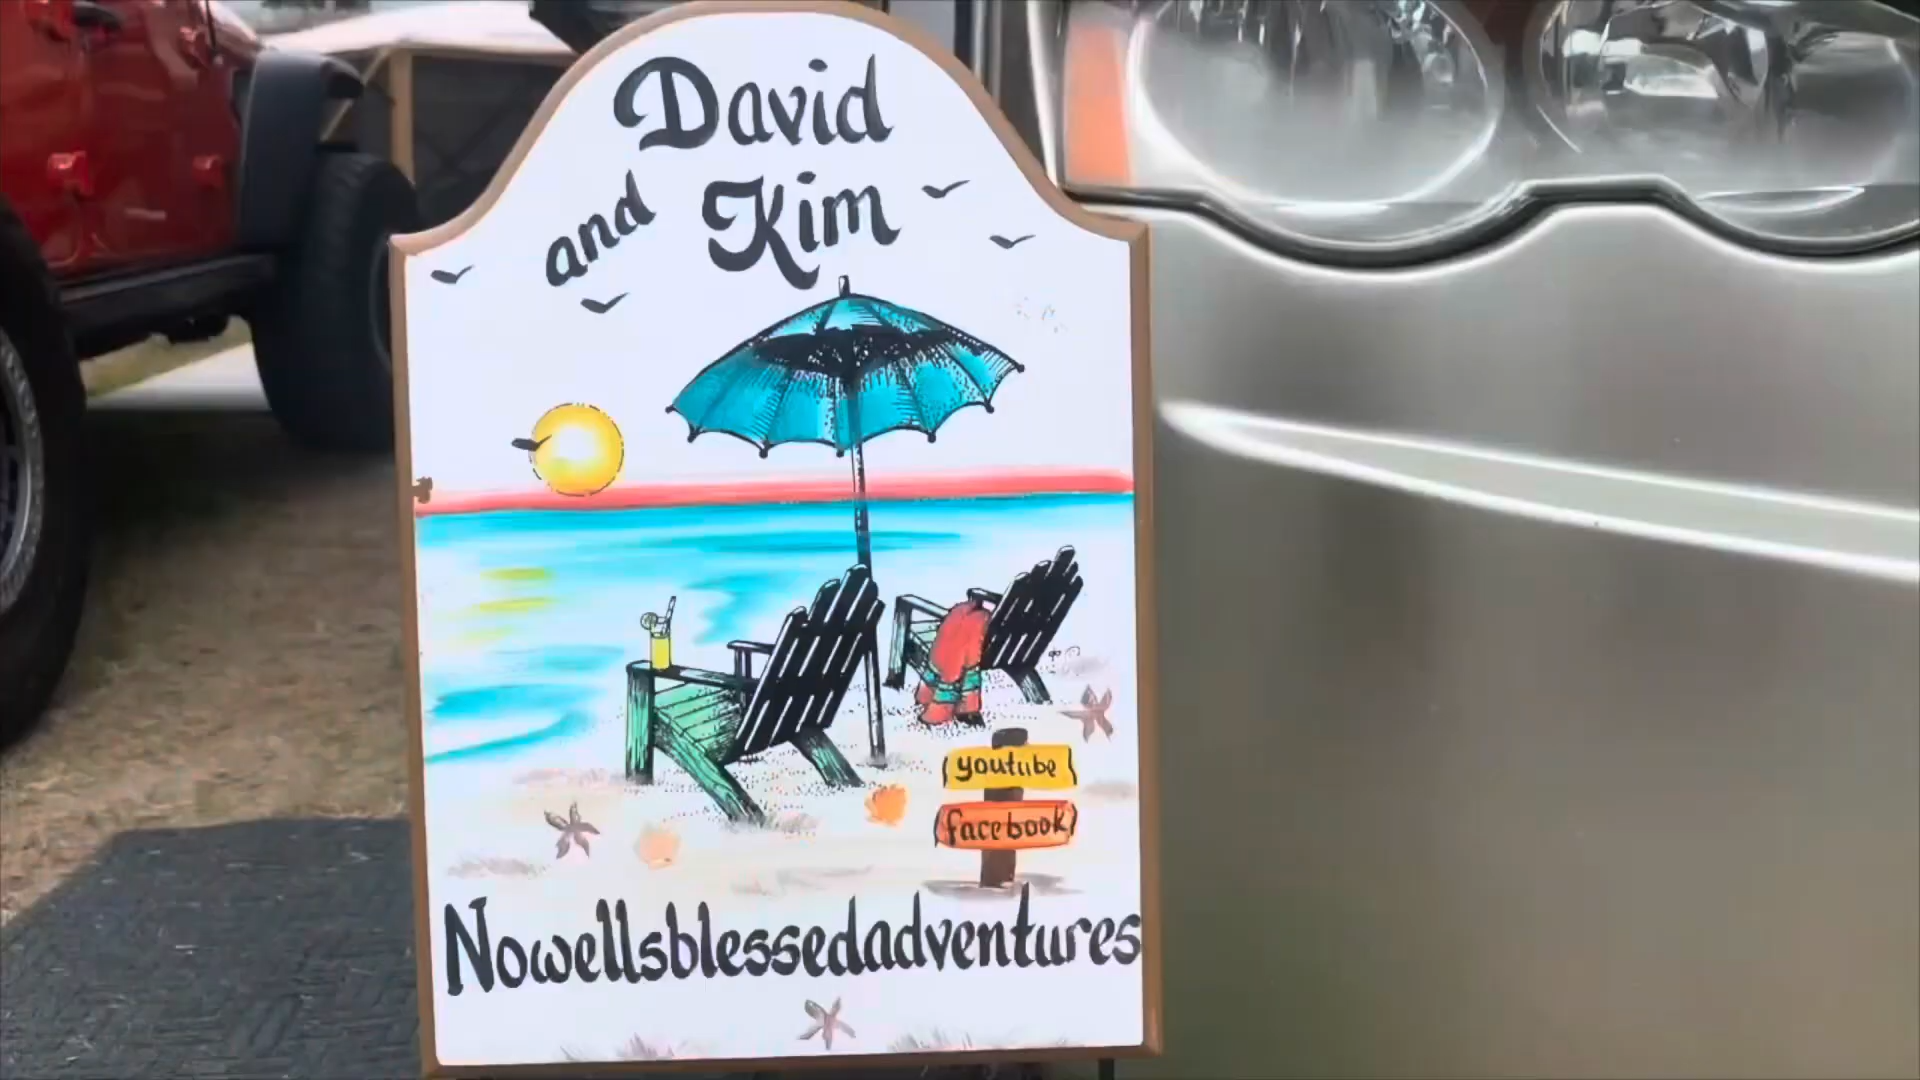 David
and Kim
youtube
facebook
Nowellsblessedadventures